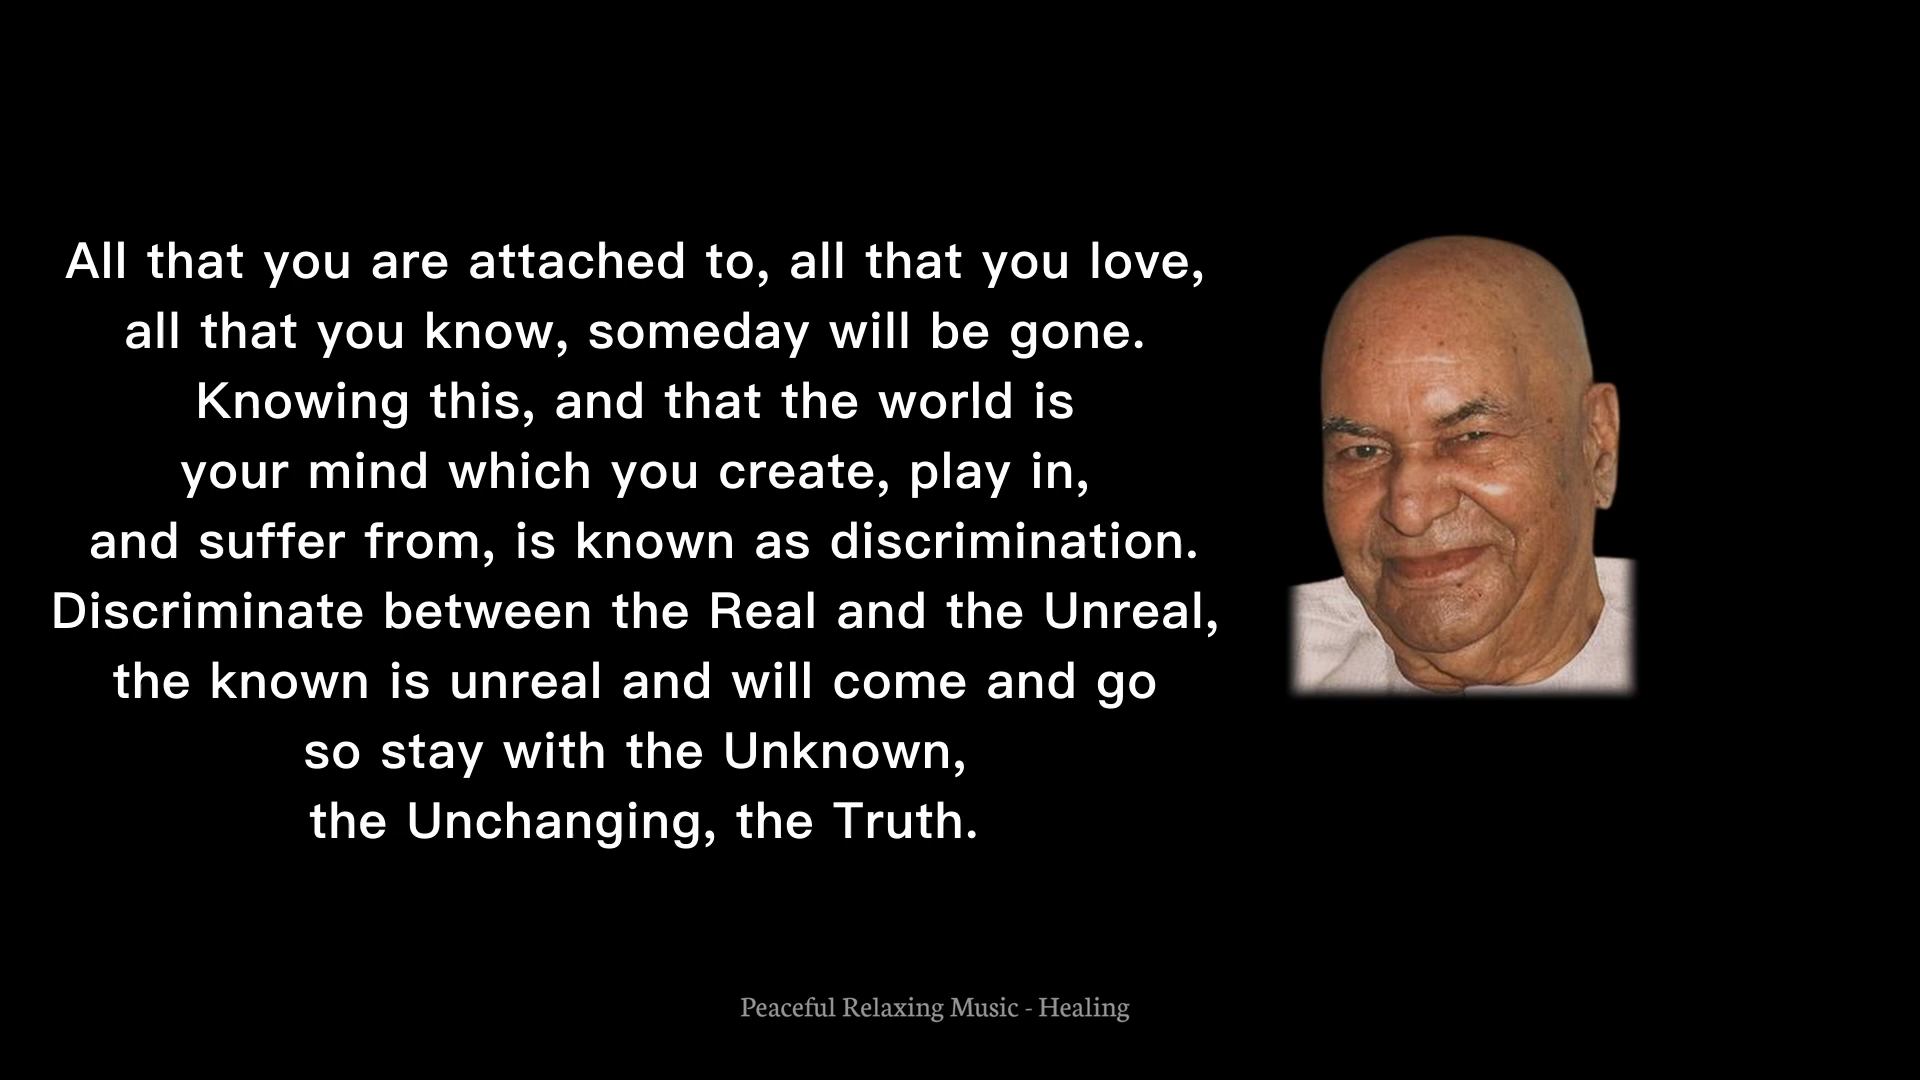 All that you are attached to, all that you love,
all that you know, someday will be gone.
Knowing this, and that the world is
your mind which you create, play in,
and suffer from, is known as discrimination.
Discriminate between the Real and the Unreal,
the known is unreal and will come and go
so stay with the Unknown,
the Unchanging, the Truth.
Peaceful Relaxing Music - Healing